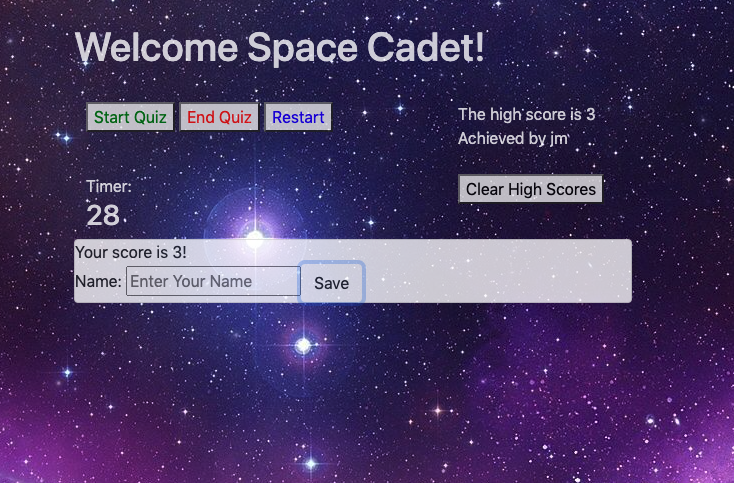 Welcome Space Cadet!
Start Quiz End Quiz Restart
The high score is 3
Achieved by jm
Clear High Scores
Timer:
28
Your score is 3!
Name: Enter Your Name Save